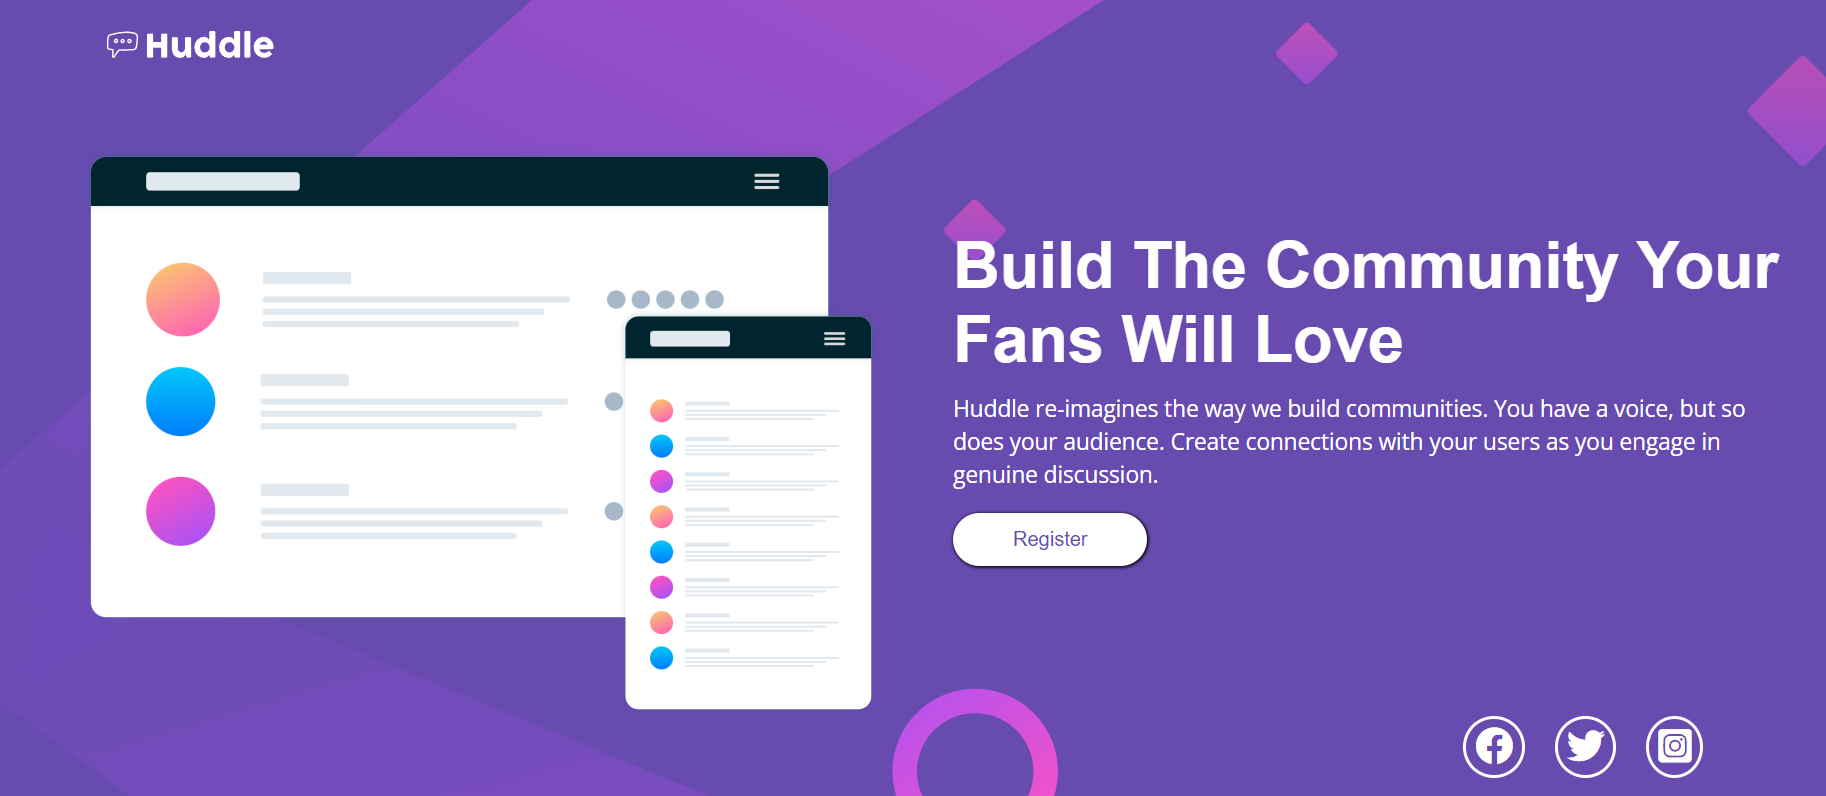 Huddle
Build The Community Your
Fans Will Love
Huddle re-imagines the way we build communities. You have a voice, but so
does your audience. Create connections with your users as you engage in
genuine discussion.
Register